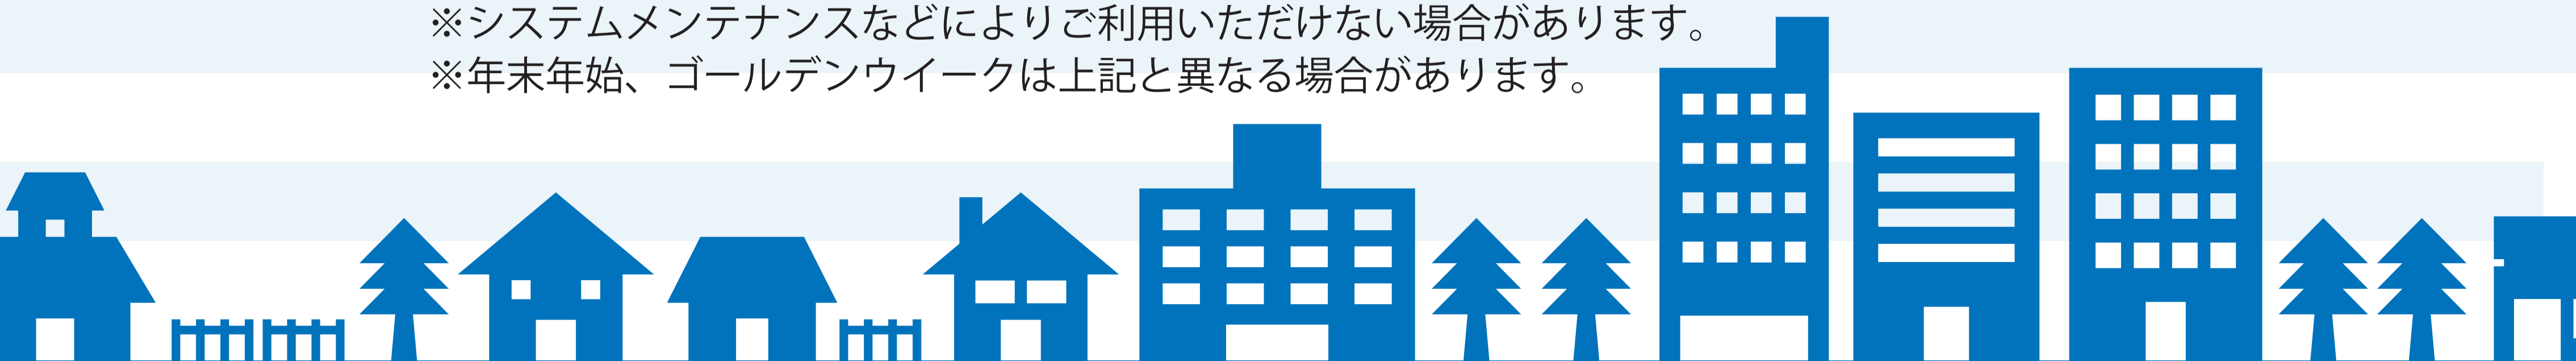 ※システムメンテナンスなどによりご利用いただけない場合があります。
※年末年始、ゴールデンウイークは上記と異なる場合があります。